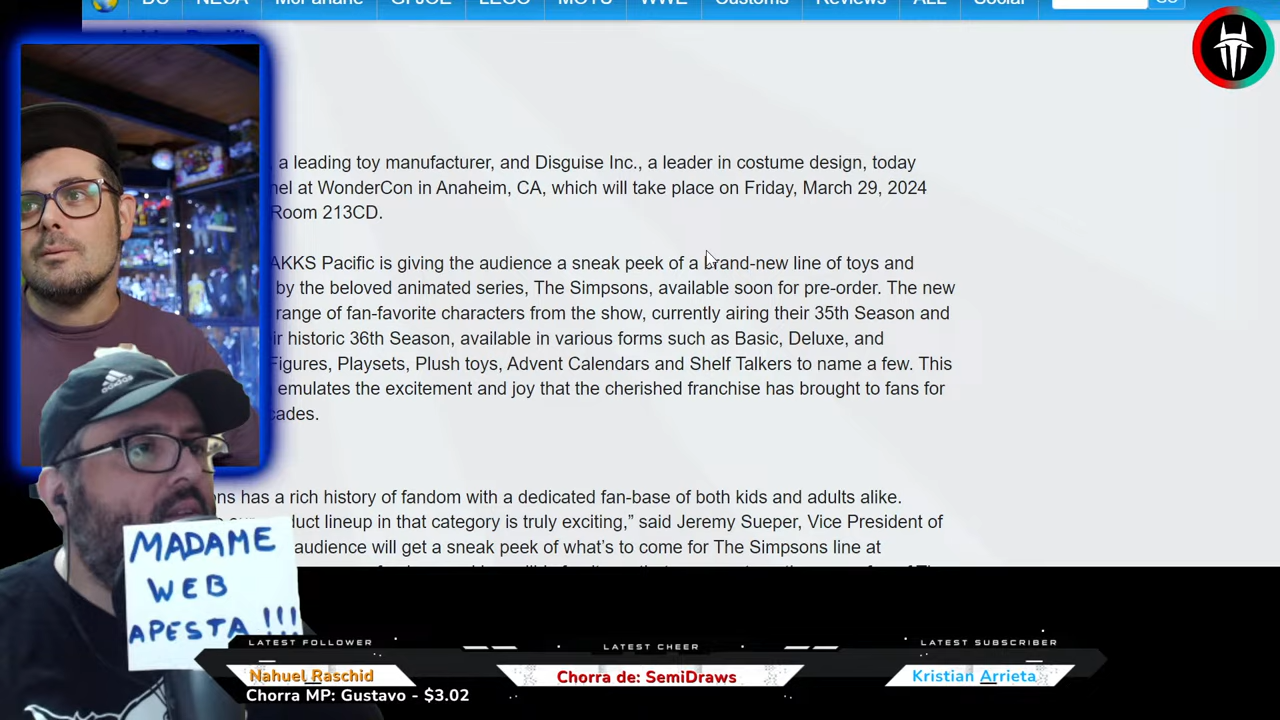 DC NECA McFarlane GI JOE LEGO MOTU WWE Customs Reviews ALL Social GO
a leading toy manufacturer, and Disguise Inc., a leader in costume design, today
at WonderCon in Anaheim, CA, which will take place on Friday, March 29, 2024
Room 213CD.
AKKS Pacific is giving the audience a sneak peek of a brand-new line of toys and
by the beloved animated series, The Simpsons, available soon for pre-order. The new
range of fan-favorite characters from the show, currently airing their 35th Season and
historic 36th Season, available in various forms such as Basic, Deluxe, and
Figures, Playsets, Plush toys, Advent Calendars and Shelf Talkers to name a few. This
emulates the excitement and joy that the cherished franchise has brought to fans for
cades.
ns has a rich history of fandom with a dedicated fan-base of both kids and adults alike.
duct lineup in that category is truly exciting,” said Jeremy Sueper, Vice President of
audience will get a sneak peek of what’s to come for The Simpsons line at
adidas
MADAME
WEB
APESTA!!!
LATEST FOLLOWER
Nahuel Raschid
LATEST CHEER
Chorra de: SemiDraws
LATEST SUBSCRIBER
Kristian Arrieta
Chorra MP: Gustavo - $3.02